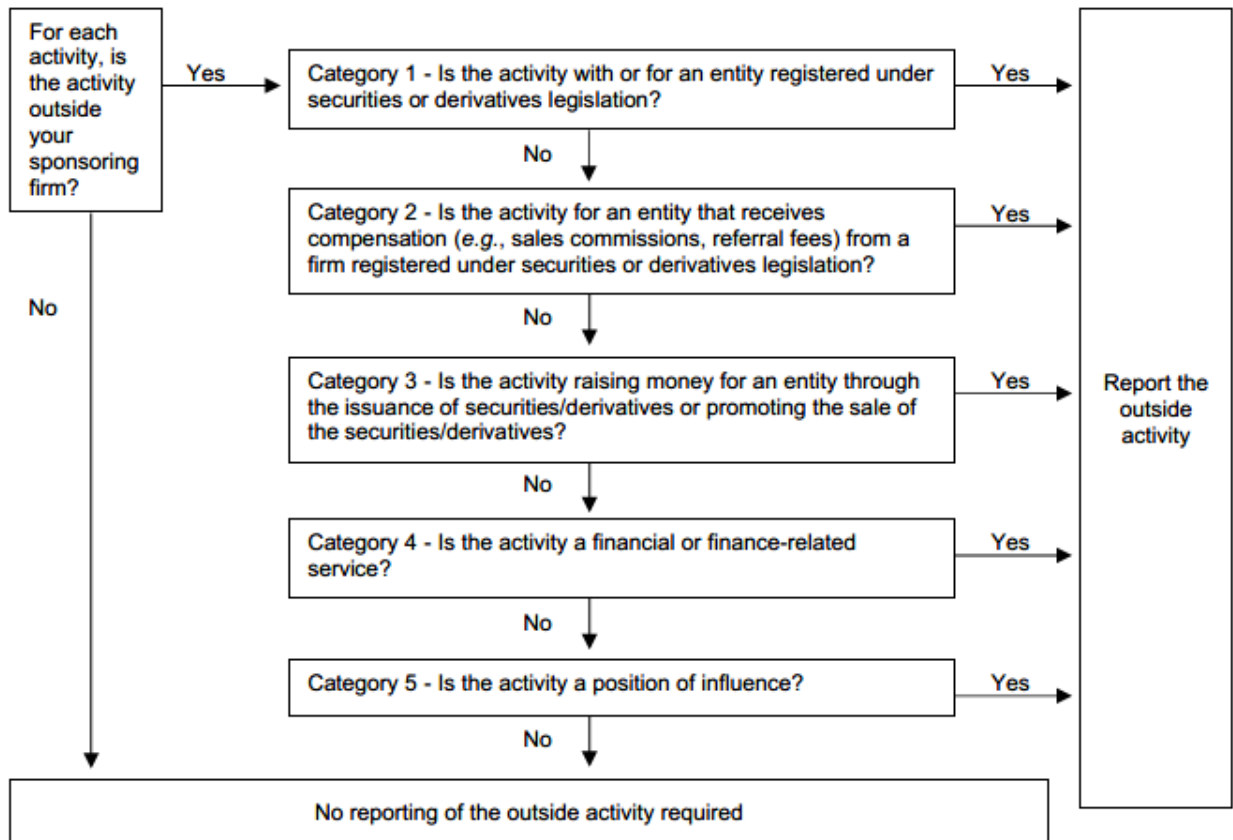 For each
activity, is
the activity
outside
your
sponsoring
firm?
Yes
Category 1 - Is the activity with or for an entity registered under
securities or derivatives legislation?
Yes
No
Category 2 - Is the activity for an entity that receives
compensation (e.g., sales commissions, referral fees) from a
firm registered under securities or derivatives legislation?
Yes
No
No
Category 3 - Is the activity raising money for an entity through
the issuance of securities/derivatives or promoting the sale of
the securities/derivatives?
Yes
Report the
outside
activity
No
Category 4 - Is the activity a financial or finance-related
service?
Yes
No
Category 5 - Is the activity a position of influence?
Yes
No
No reporting of the outside activity required